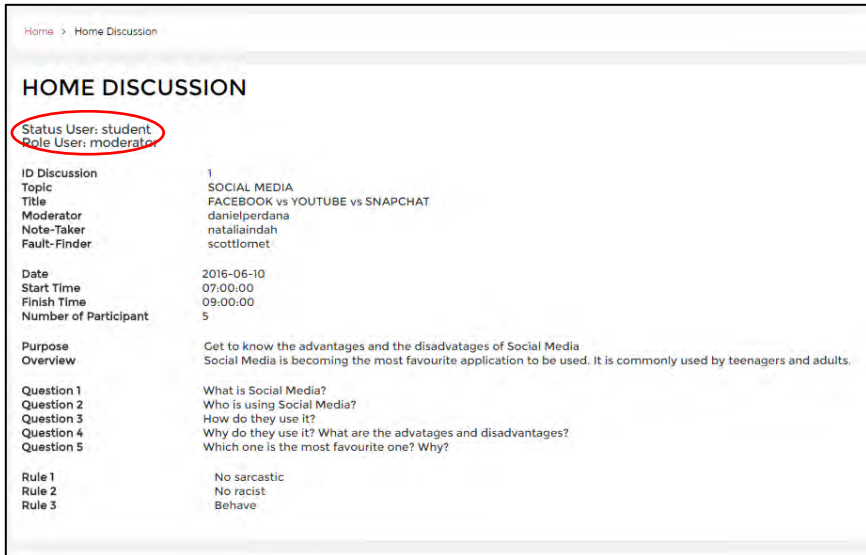 Home > Home Discussion
HOME DISCUSSION
Status User: student
Role User: moderator
ID Discussion 1
Topic SOCIAL MEDIA
Title FACEBOOK vs YOUTUBE vs SNAPCHAT
Moderator danielperdana
Note-Taker nataliaindah
Fault-Finder scottlomet
Date 2016-06-10
Start Time 07:00:00
Finish Time 09:00:00
Number of Participant 5
Purpose Get to know the advantages and the disadvatages of Social Media
Overview Social Media is becoming the most favourite application to be used. It is commonly used by teenagers and adults.
Question 1 What is Social Media?
Question 2 Who is using Social Media?
Question 3 How do they use it?
Question 4 Why do they use it? What are the advatages and disadvantages?
Question 5 Which one is the most favourite one? Why?
Rule 1 No sarcastic
Rule 2 No racist
Rule 3 Behave